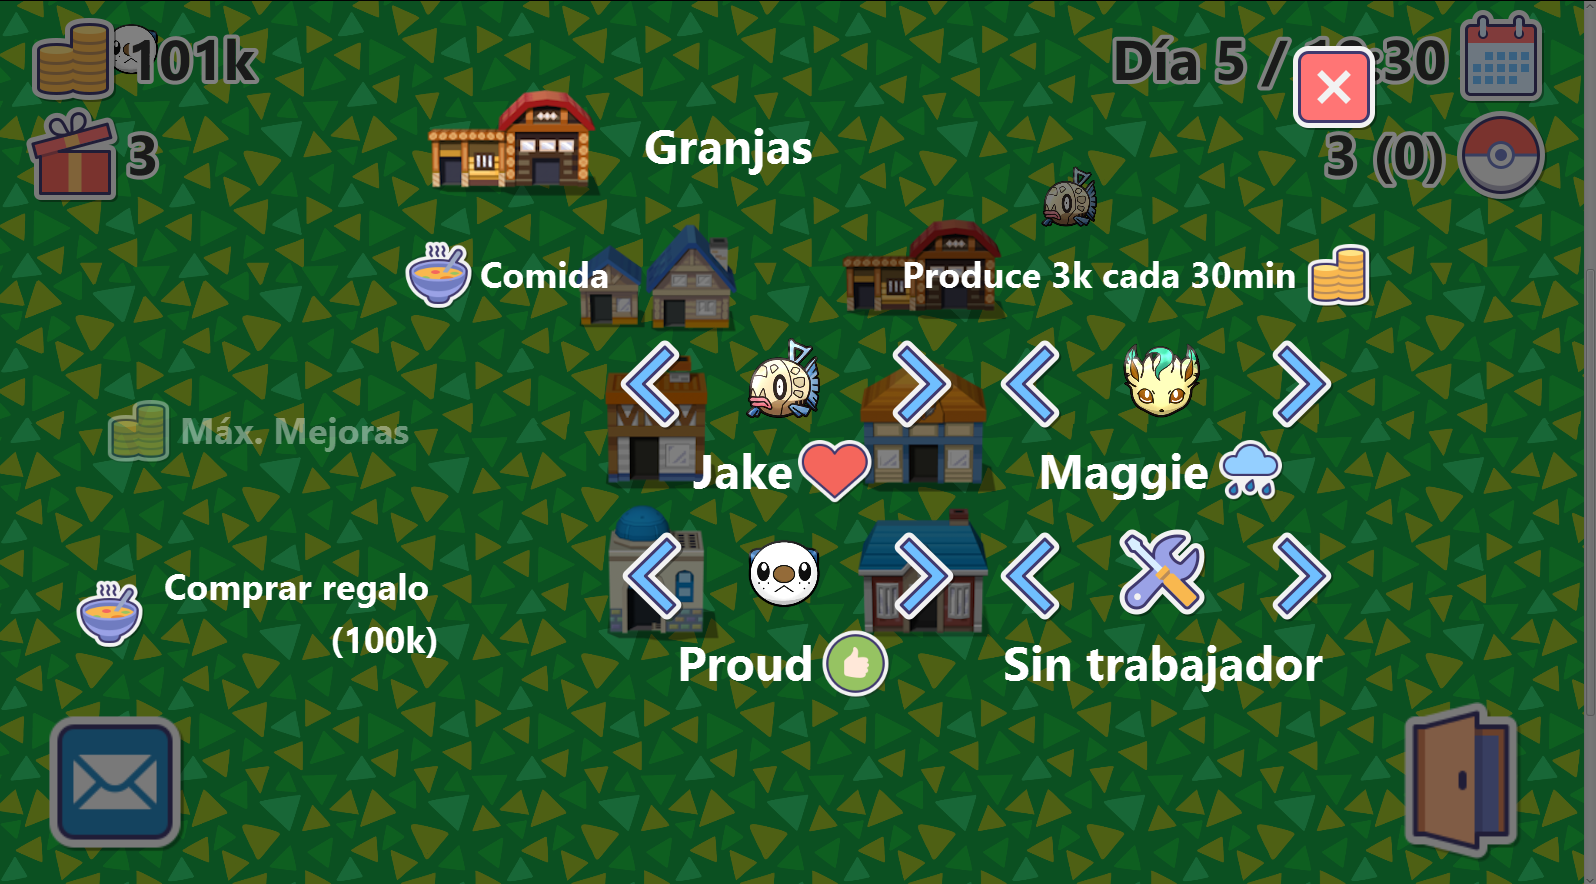 101k
Día 5 / :30
3
3 (0)
Granjas
Comida
Produce 3k cada 30min
Máx. Mejoras
Jake
Maggie
Comprar regalo
(100k)
Proud
Sin trabajador